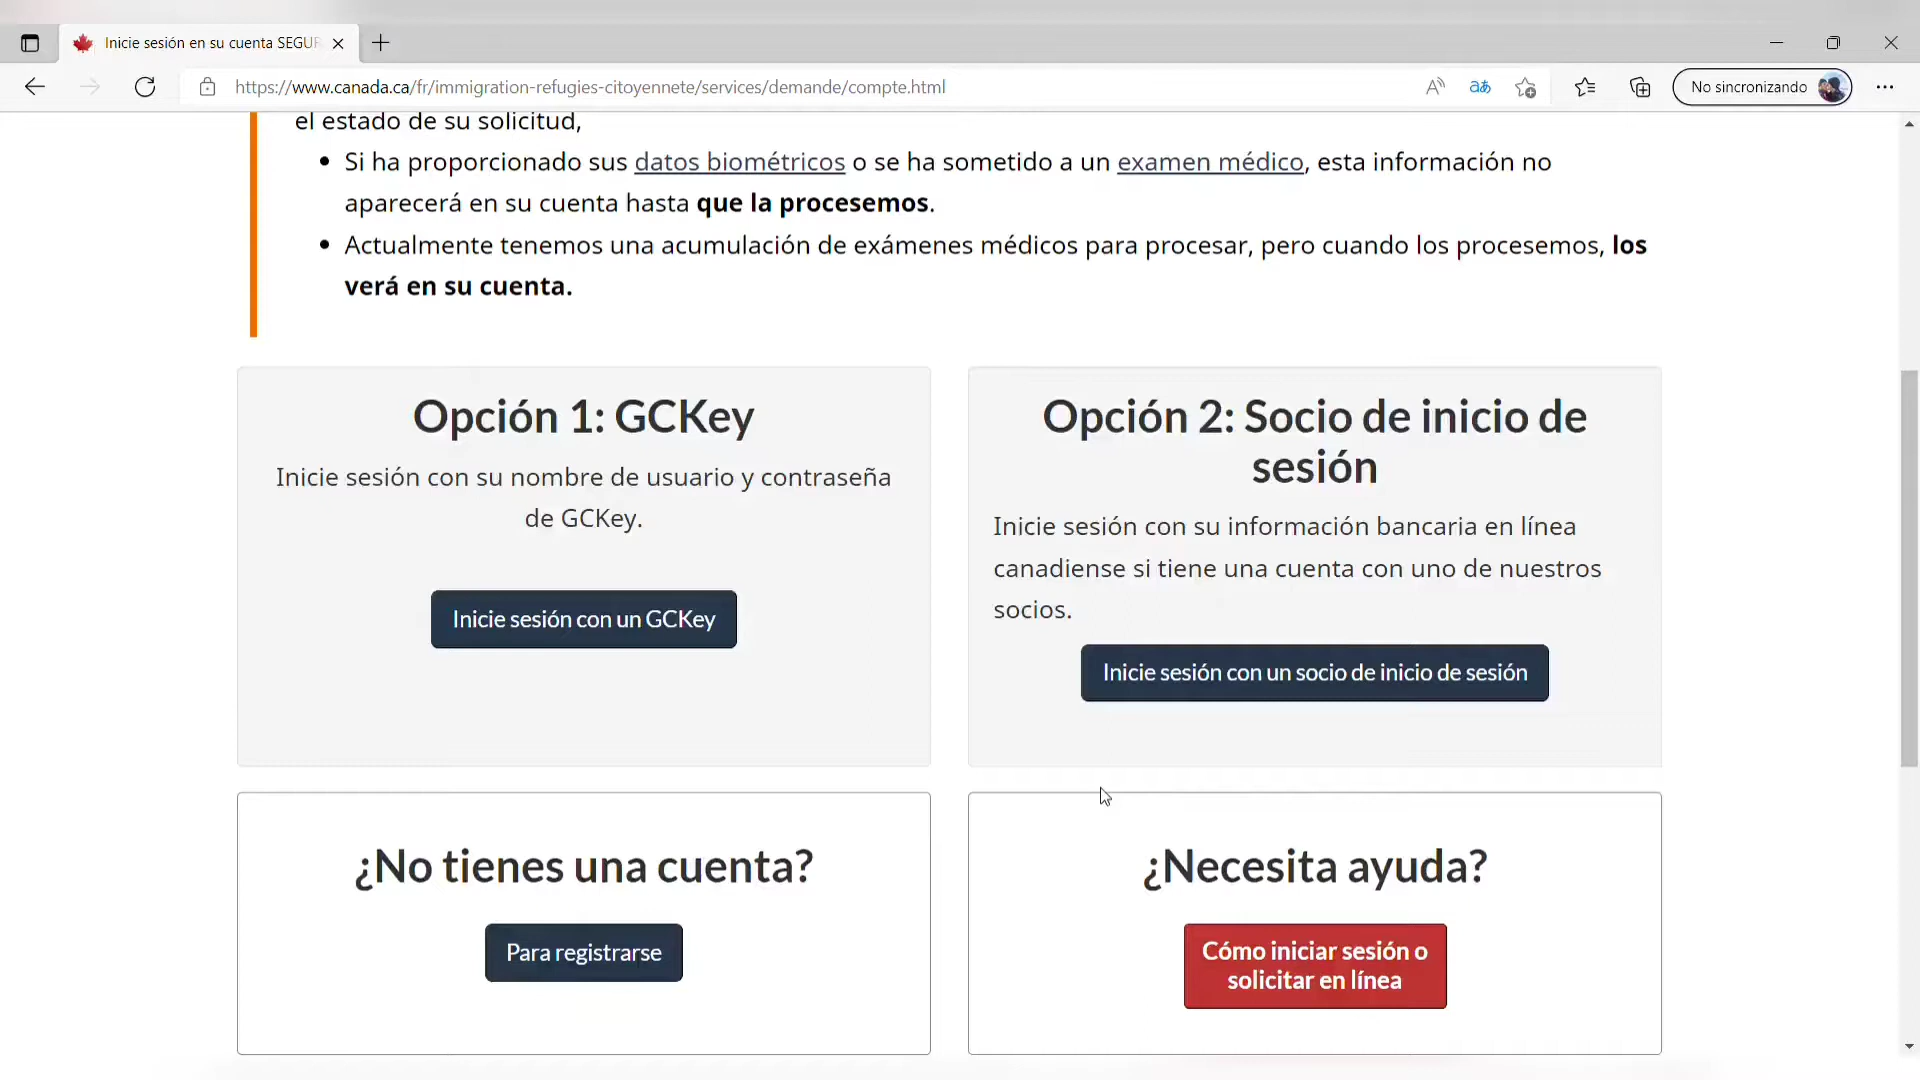 Inicie sesión en su cuenta SEGUR
https://www.canada.ca/fr/immigration-refugies-citoyennete/services/demande/compte.html
No sincronizando
el estado de su solicitud,
Si ha proporcionado sus datos biométricos o se ha sometido a un examen médico, esta información no
aparecerá en su cuenta hasta que la procesemos.
Actualmente tenemos una acumulación de exámenes médicos para procesar, pero cuando los procesemos, los
verá en su cuenta.
Opción 1: GCKey
Inicie sesión con su nombre de usuario y contraseña
de GCKey.
Inicie sesión con un GCKey
Opción 2: Socio de inicio de
sesión
Inicie sesión con su información bancaria en línea
canadiense si tiene una cuenta con uno de nuestros
socios.
Inicie sesión con un socio de inicio de sesión
¿No tienes una cuenta?
Para registrarse
¿Necesita ayuda?
Cómo iniciar sesión o
solicitar en línea